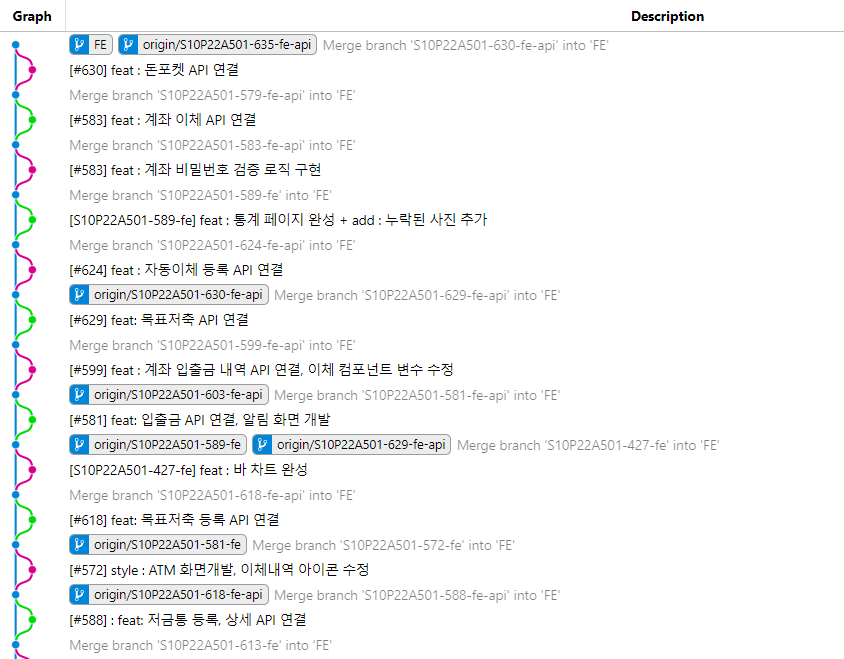 Graph Description
FE origin/S10P22A501-635-fe-api Merge branch 'S10P22A501-630-fe-api' into 'FE'
[#630] feat : 돈포켓 API 연결
Merge branch 'S10P22A501-579-fe-api' into 'FE'
[#583] feat : 계좌 이체 API 연결
Merge branch 'S10P22A501-583-fe-api' into 'FE'
[#583] feat : 계좌 비밀번호 검증 로직 구현
Merge branch 'S10P22A501-589-fe' into 'FE'
[S10P22A501-589-fe] feat : 통계 페이지 완성 + add : 누락된 사진 추가
Merge branch 'S10P22A501-624-fe-api' into 'FE'
[#624] feat : 자동이체 등록 API 연결
origin/S10P22A501-630-fe-api Merge branch 'S10P22A501-629-fe-api' into 'FE'
[#629] feat: 목표저축 API 연결
Merge branch 'S10P22A501-599-fe-api' into 'FE'
[#599] feat : 계좌 입출금 내역 API 연결, 이체 컴포넌트 변수 수정
origin/S10P22A501-603-fe-api Merge branch 'S10P22A501-581-fe-api' into 'FE'
[#581] feat: 입출금 API 연결, 알림 화면 개발
origin/S10P22A501-589-fe origin/S10P22A501-629-fe-api Merge branch 'S10P22A501-427-fe' into 'FE'
[S10P22A501-427-fe] feat : 바 차트 완성
Merge branch 'S10P22A501-618-fe-api' into 'FE'
[#618] feat: 목표저축 등록 API 연결
origin/S10P22A501-581-fe Merge branch 'S10P22A501-572-fe' into 'FE'
[#572] style : ATM 화면개발, 이체내역 아이콘 수정
origin/S10P22A501-618-fe-api Merge branch 'S10P22A501-588-fe-api' into 'FE'
[#588] : feat: 저금통 등록, 상세 API 연결
Merge branch 'S10P22A501-613-fe' into 'FE'